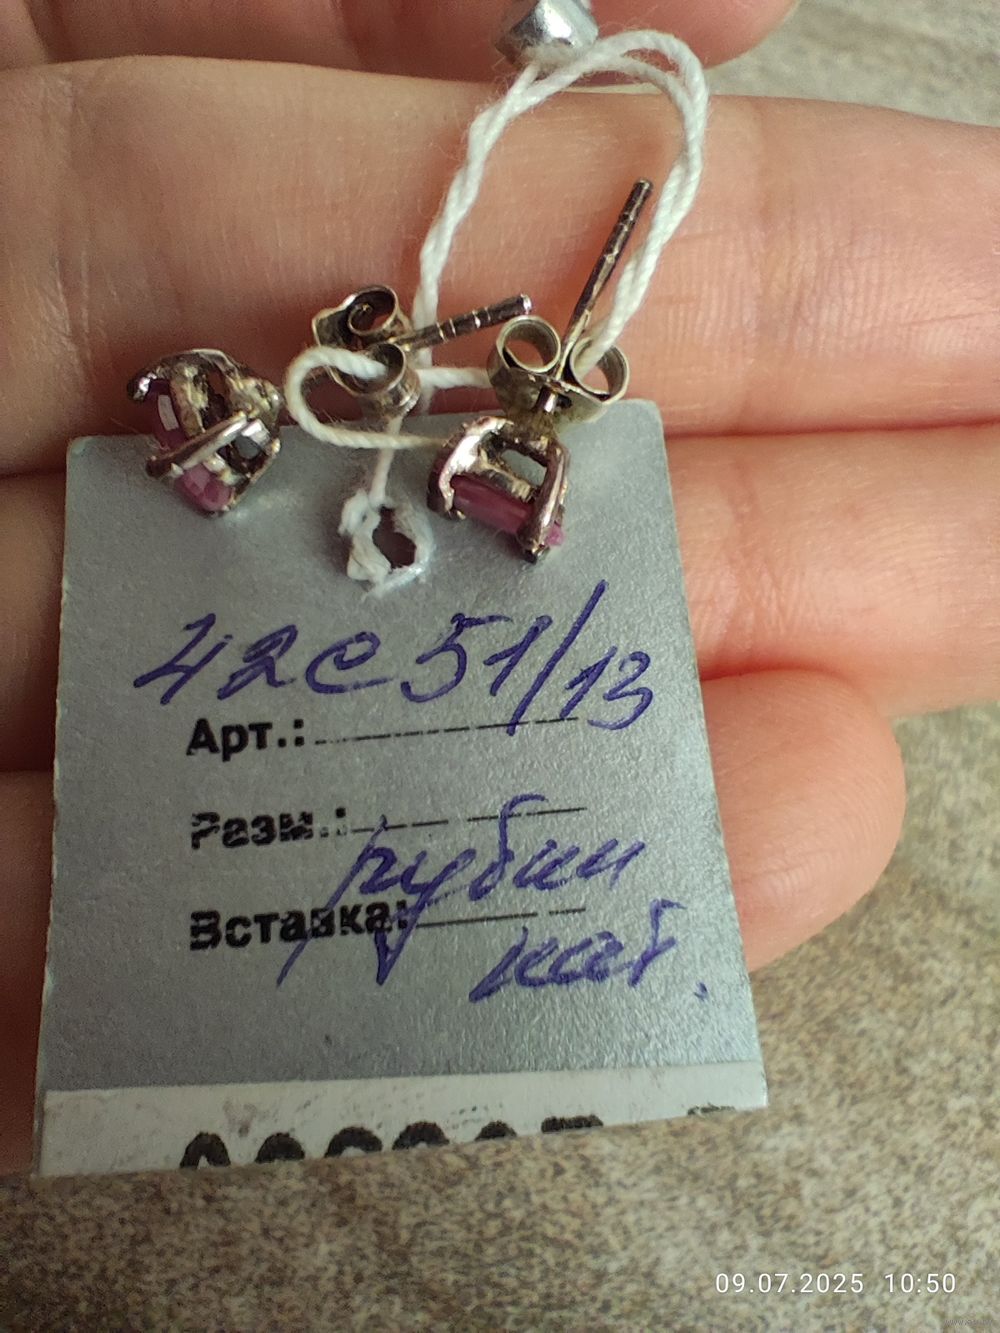 42с51/13
Арт.:
Разм.:
рубин
Вставка:
нат.
09.07.2025 10:50